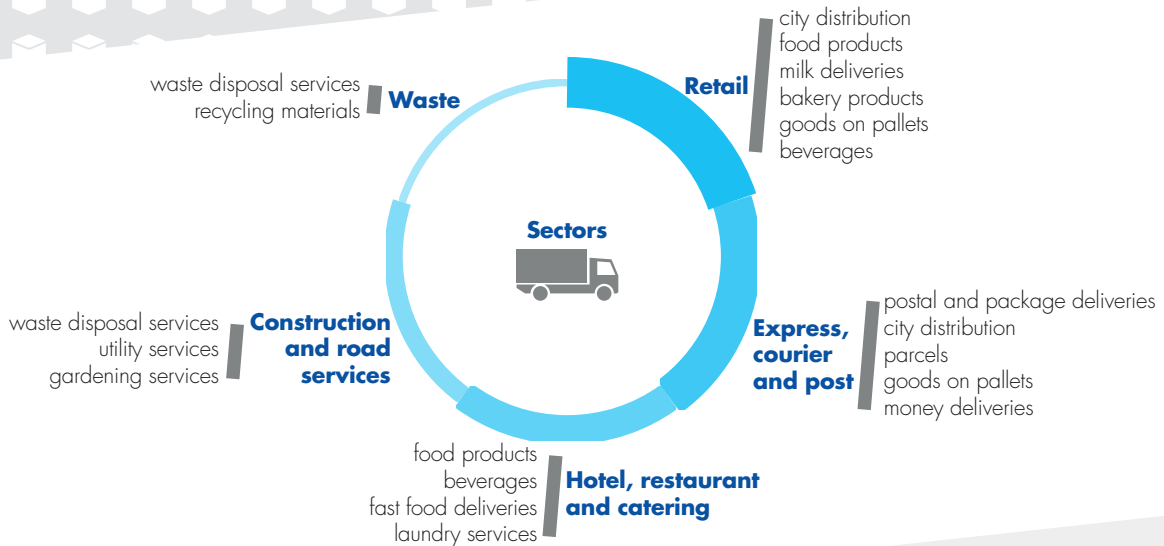 Sectors
Retail
city distribution
food products
milk deliveries
bakery products
goods on pallets
beverages
Express,
courier
and post
postal and package deliveries
city distribution
parcels
goods on pallets
money deliveries
Hotel, restaurant
and catering
food products
beverages
fast food deliveries
laundry services
Construction
and road
services
waste disposal services
utility services
gardening services
Waste
waste disposal services
recycling materials